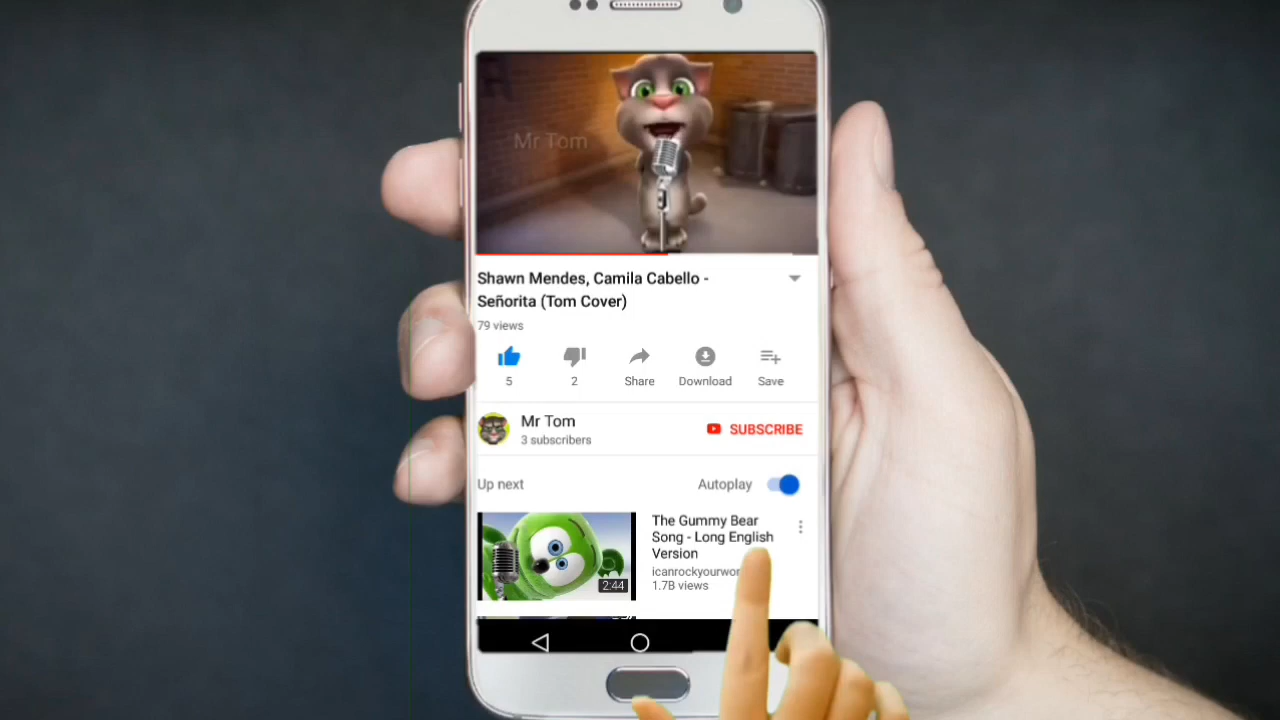 Mr Tom
Shawn Mendes, Camila Cabello -
Señorita (Tom Cover)
79 views
5
2
Share
Download
Save
Mr Tom
3 subscribers
SUBSCRIBE
Up next
Autoplay
The Gummy Bear
Song - Long English
Version
1.7B views
2:44